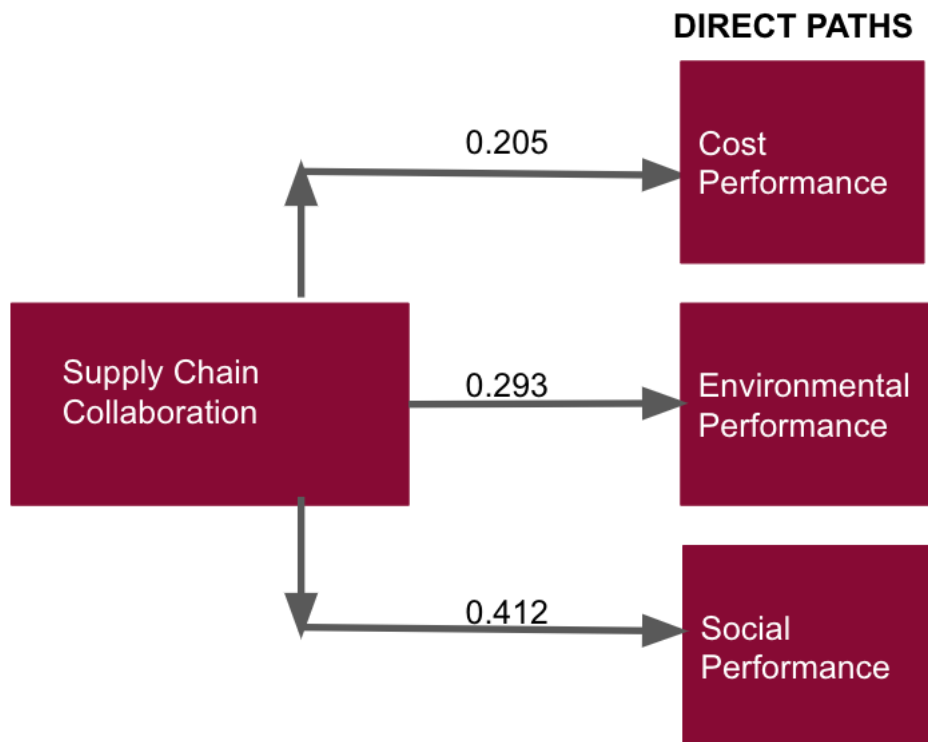 DIRECT PATHS
0.205
Cost
Performance
Supply Chain
Collaboration
0.293
Environmental
Performance
0.412
Social
Performance